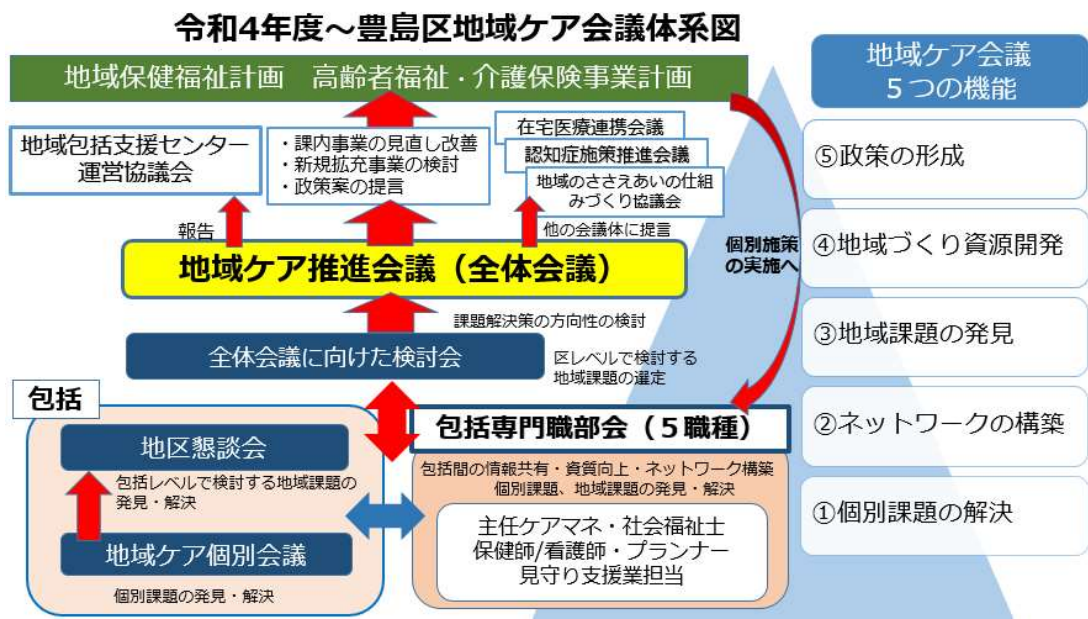 令和4年度～豊島区地域ケア会議体系図
地域保健福祉計画　高齢者福祉・介護保険事業計画
地域包括支援センター
運営協議会
・課内事業の見直し改善
・新規拡充事業の検討
・政策案の提言
在宅医療連携会議
認知症施策推進会議
地域のささえあいの仕組
みづくり協議会
報告
他の会議体に提言
個別施策
の実施へ
地域ケア推進会議（全体会議）
課題解決策の方向性の検討
全体会議に向けた検討会
区レベルで検討する
地域課題の選定
包括
地区懇談会
包括レベルで検討する地域課題の
発見・解決
地域ケア個別会議
個別課題の発見・解決
包括専門職部会（５職種）
包括間の情報共有・資質向上・ネットワーク構築
個別課題、地域課題の発見・解決
主任ケアマネ・社会福祉士
保健師/看護師・プランナー
見守り支援業担当
地域ケア会議
５つの機能
⑤政策の形成
④地域づくり資源開発
③地域課題の発見
②ネットワークの構築
①個別課題の解決